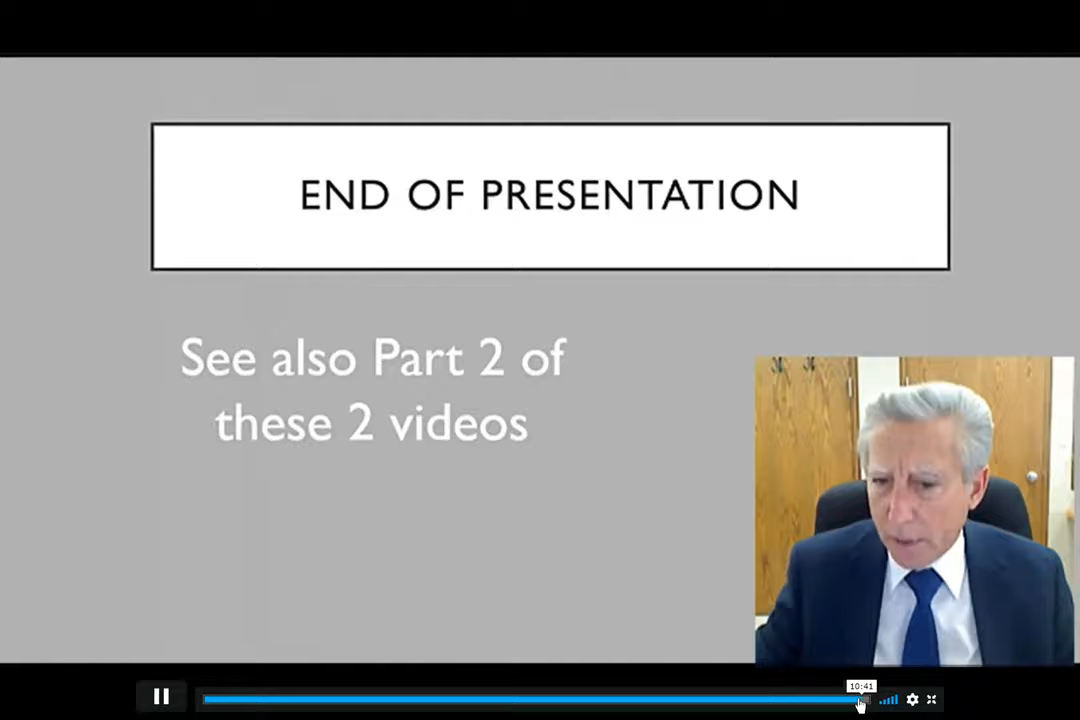 END OF PRESENTATION
See also Part 2 of
these 2 videos
10:41